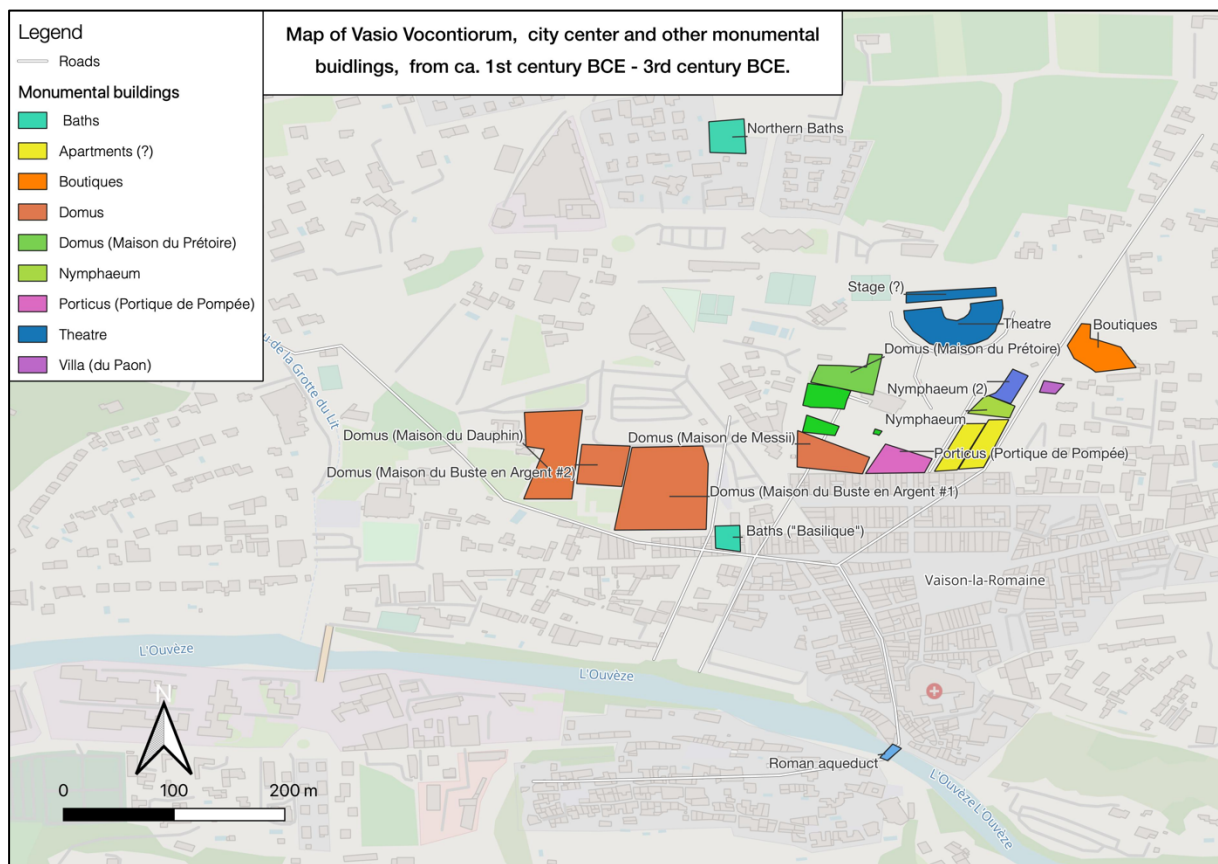 Legend
Roads
Monumental buildings
Baths
Apartments (?)
Boutiques
Domus
Domus (Maison du Prétoire)
Nymphaeum
Porticus (Portique de Pompée)
Theatre
Villa (du Paon)
Map of Vasio Vocontiorum, city center and other monumental
buidlings, from ca. 1st century BCE - 3rd century BCE.
Northern Baths
Stage (?)
Theatre
Boutiques
Domus (Maison du Prétoire)
Nymphaeum (2)
Nymphaeum
u de la Grotte du Lit
Domus (Maison du Dauphin)
Domus (Maison de Messii)
Porticus (Portique de Pompée)
Domus (Maison du Buste en Argent #2)
Domus (Maison du Buste en Argent #1)
Baths ("Basilique")
Vaison-la-Romaine
L'Ouvèze
L'Ouvèze
N
Roman aqueduct
L'Ouvèze
L'Ouvèze
0 100 200 m